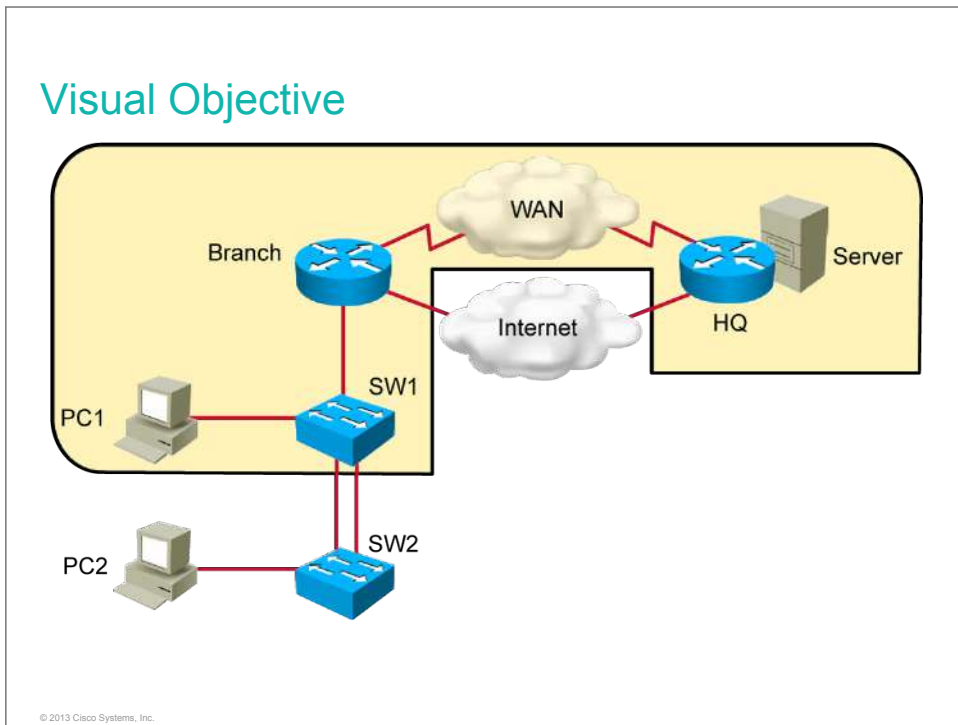 Visual Objective
WAN
Branch
Server
Internet
HQ
SW1
PC1
SW2
PC2
© 2013 Cisco Systems, Inc.